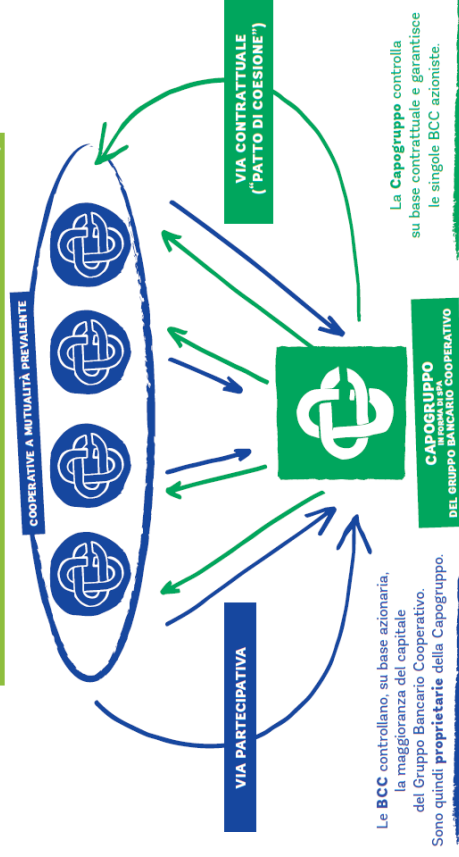 COOPERATIVE A MUTUALITÀ PREVALENTE
VIA PARTECIPATIVA
VIA CONTRATTUALE
("PATTO DI COESIONE")
Le BCC controllano, su base azionaria,
la maggioranza del capitale
del Gruppo Bancario Cooperativo.
Sono quindi proprietarie della Capogruppo.
CAPOGRUPPO
IN FORMA DI SPA
DEL GRUPPO BANCARIO COOPERATIVO
La Capogruppo controlla
su base contrattuale e garantisce
le singole BCC azioniste.